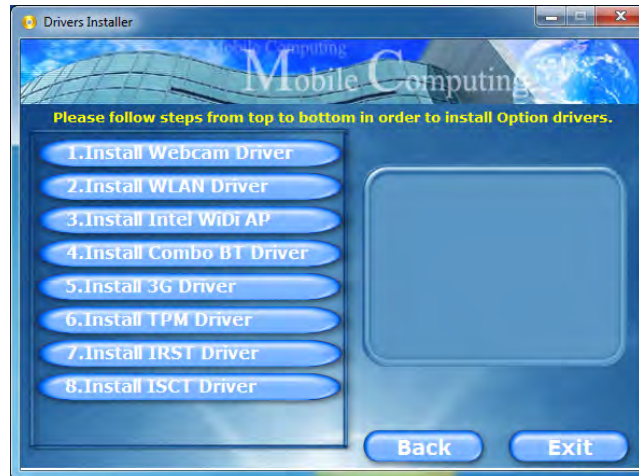 Drivers Installer
Mobile Computing
Mobile Computing
Please follow steps from top to bottom in order to install Option drivers.
1.Install Webcam Driver
2.Install WLAN Driver
3.Install Intel WiDi AP
4.Install Combo BT Driver
5.Install 3G Driver
6.Install TPM Driver
7.Install IRST Driver
8.Install ISCT Driver
Back
Exit